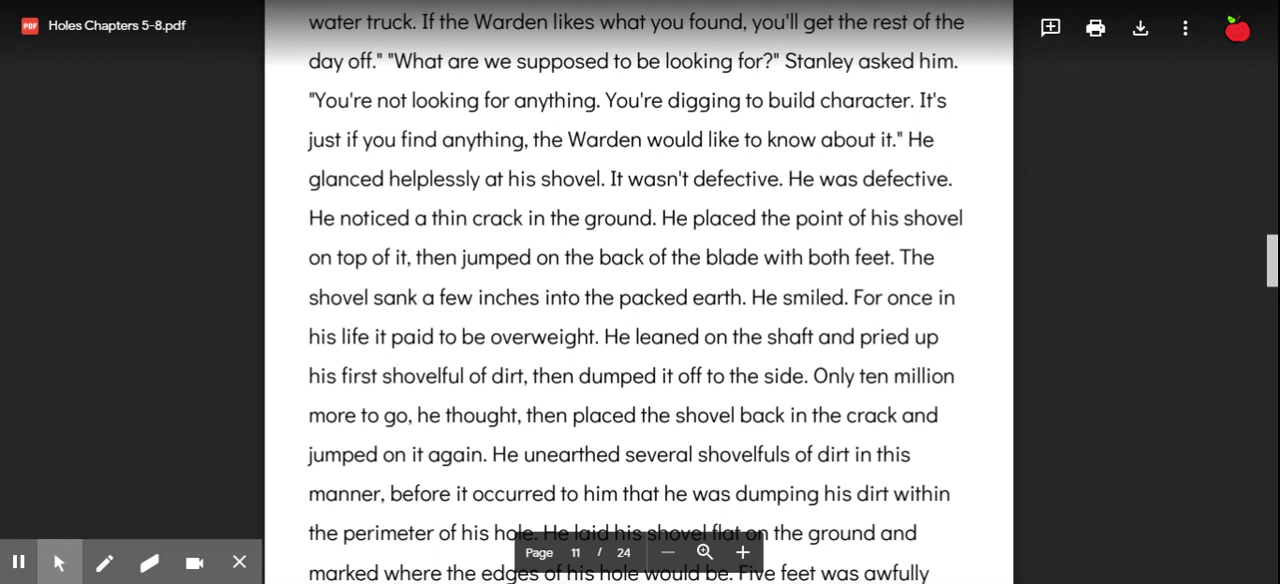 PDF
Holes Chapters 5-8.pdf
water truck. If the Warden likes what you found, you'll get the rest of the
day off." "What are we supposed to be looking for?" Stanley asked him.
"You're not looking for anything. You're digging to build character. It's
just if you find anything, the Warden would like to know about it." He
glanced helplessly at his shovel. It wasn't defective. He was defective.
He noticed a thin crack in the ground. He placed the point of his shovel
on top of it, then jumped on the back of the blade with both feet. The
shovel sank a few inches into the packed earth. He smiled. For once in
his life it paid to be overweight. He leaned on the shaft and pried up
his first shovelful of dirt, then dumped it off to the side. Only ten million
more to go, he thought, then placed the shovel back in the crack and
jumped on it again. He unearthed several shovelfuls of dirt in this
manner, before it occurred to him that he was dumping his dirt within
the perimeter of his hole. He laid his shovel flat on the ground and
marked where the edges of his hole would be. Five feet was awfully
Page 11 / 24